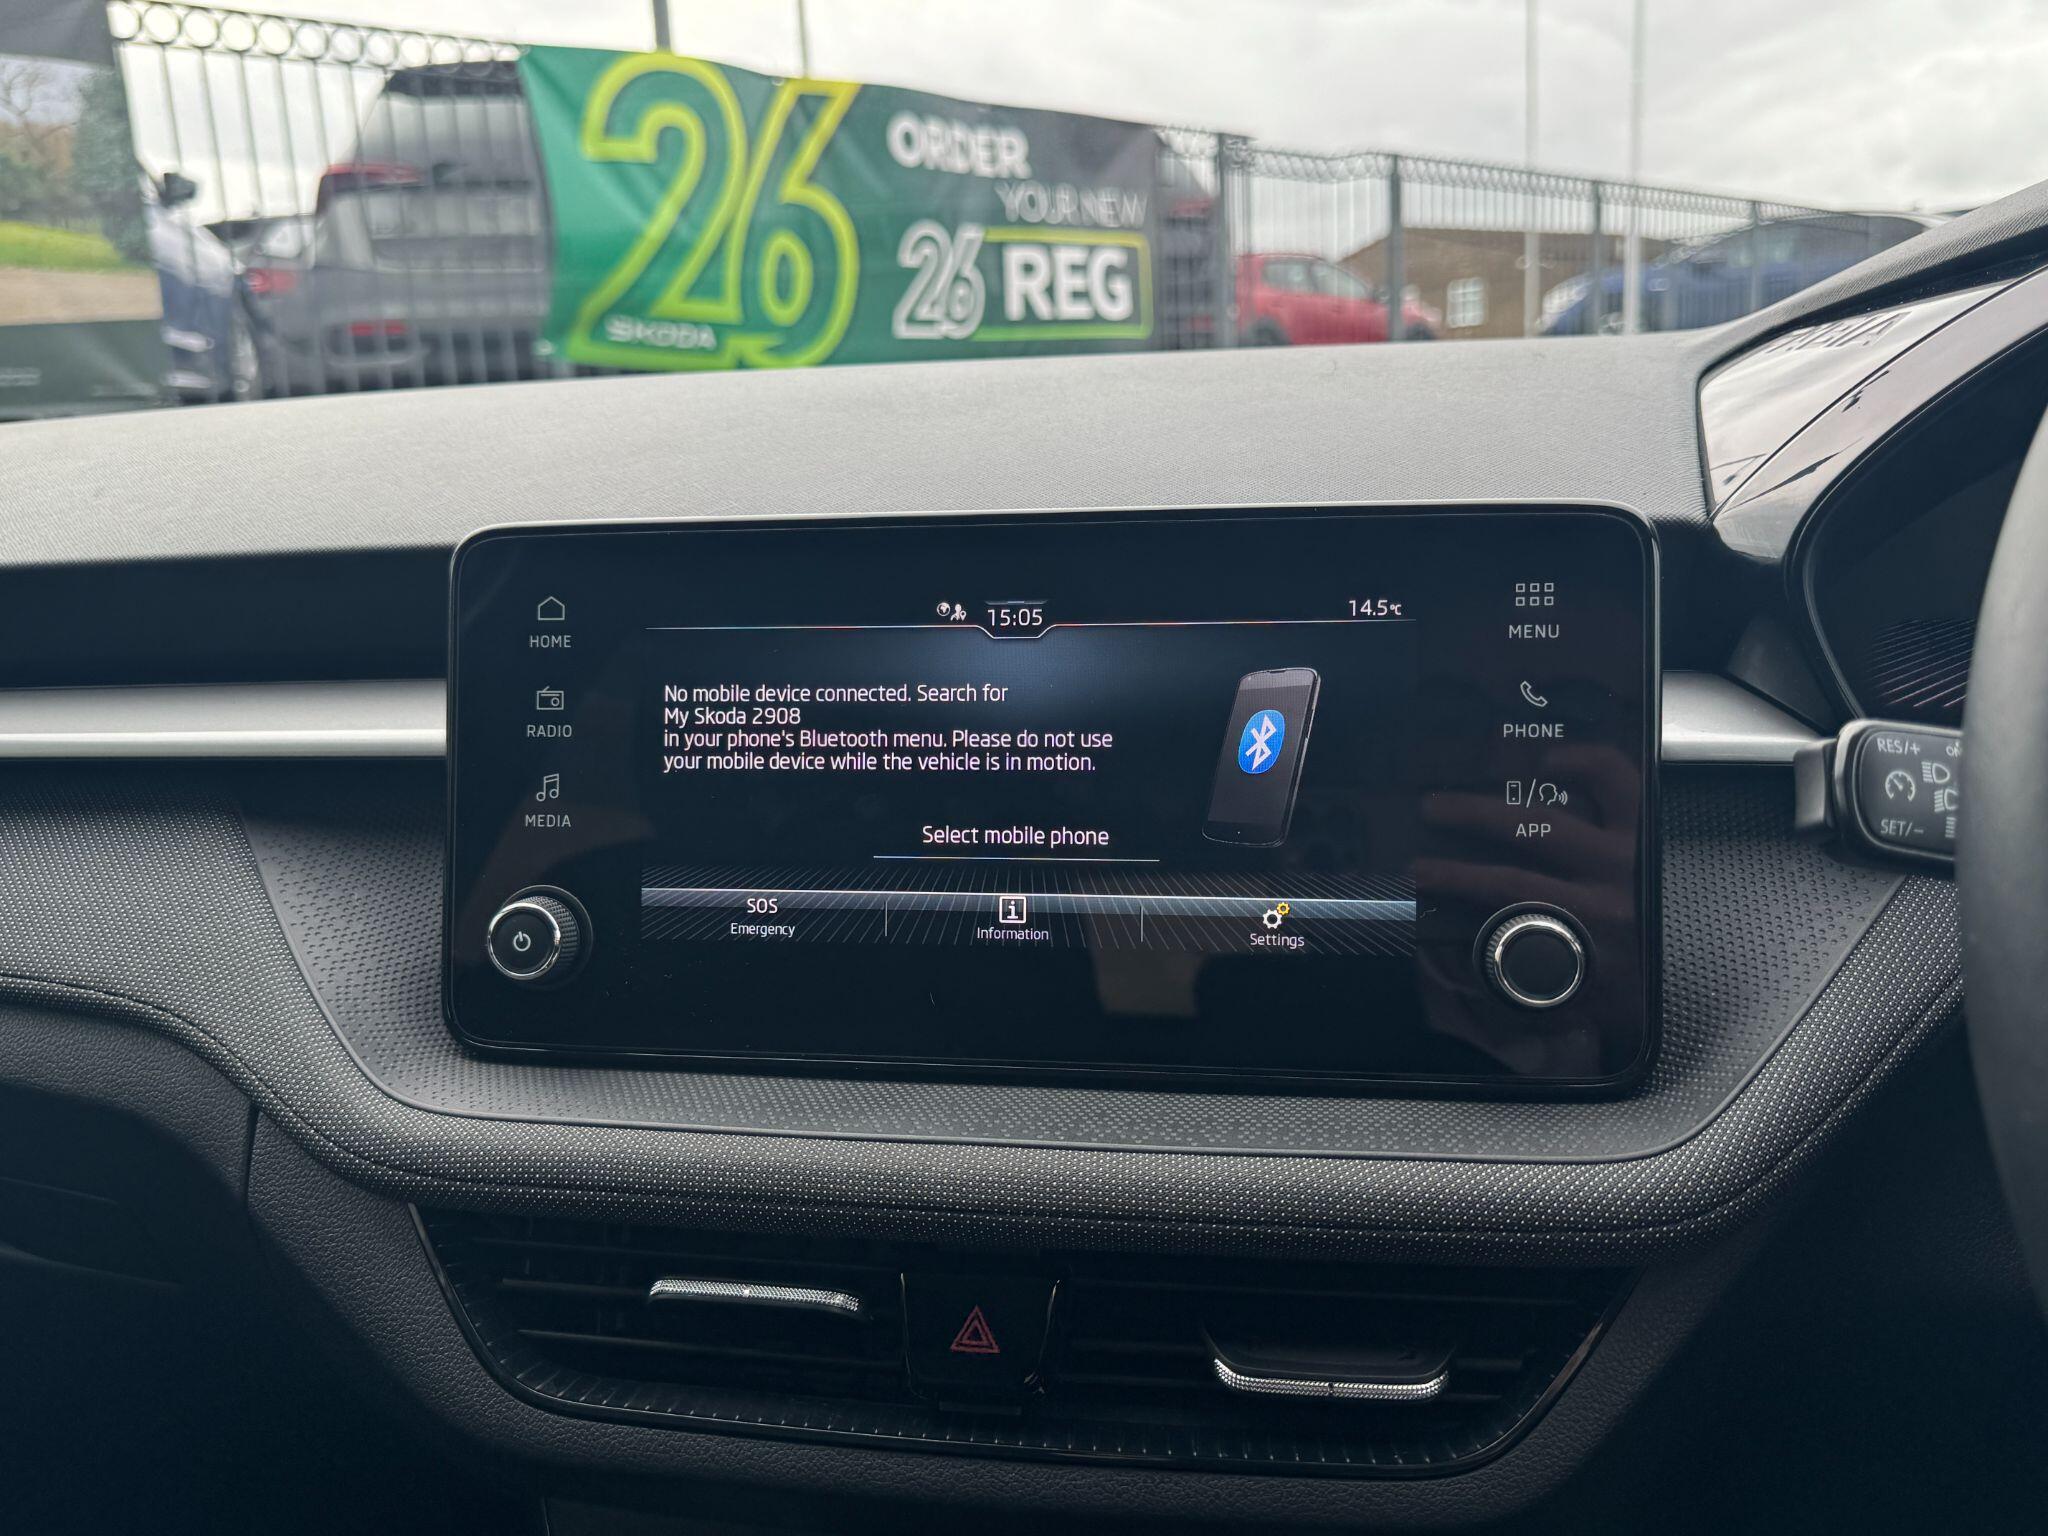 26
SKODA
ORDER
YOUR NEW
26
REG
FABIA
HOME
RADIO
MEDIA
15:05
14.5°C
No mobile device connected. Search for
My Skoda 2908
in your phone's Bluetooth menu. Please do not use
your mobile device while the vehicle is in motion.
Select mobile phone
SOS
Emergency
Information
Settings
MENU
PHONE
APP
RES/+
SET/−